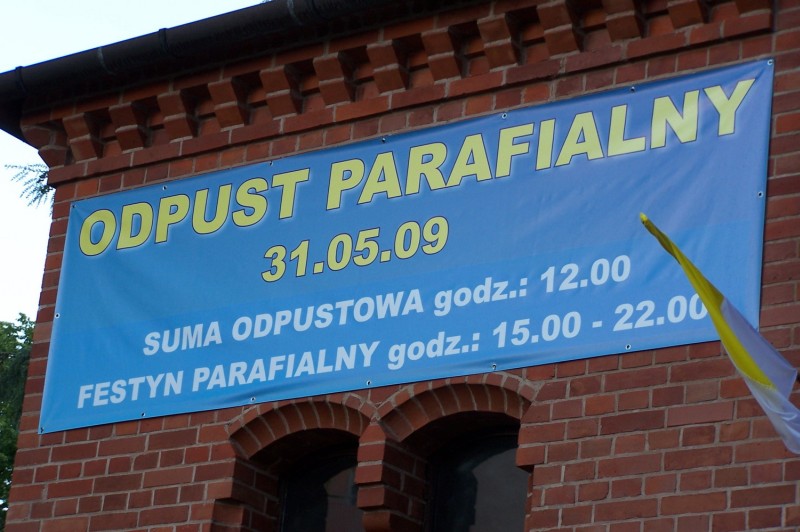 ODPUST PARAFIALNY
31.05.09
SUMA ODPUSTOWA godz.: 12.00
FESTYN PARAFIALNY godz.: 15.00 - 22.00